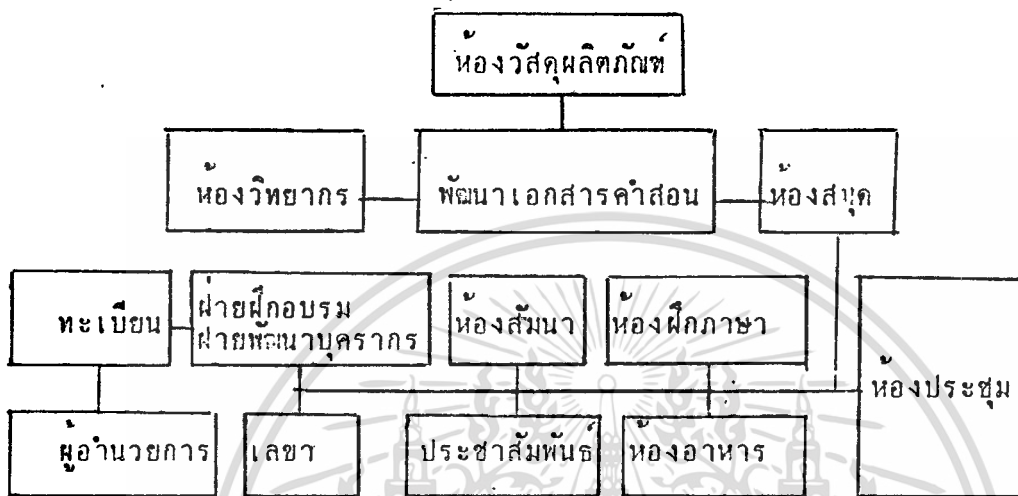 ห้องวัสดุผลิตภัณฑ์
ห้องวิทยากร
พัฒนาเอกสารคำสอน
ห้องสมุด
ทะเบียน
ฝ่ายฝึกอบรม
ฝ่ายพัฒนาบุครากร
ห้องสัมนา
ห้องฝึกภาษา
ห้องประชุม
ผู้อำนวยการ
เลขา
ประชาสัมพันธ์
ห้องอาหาร